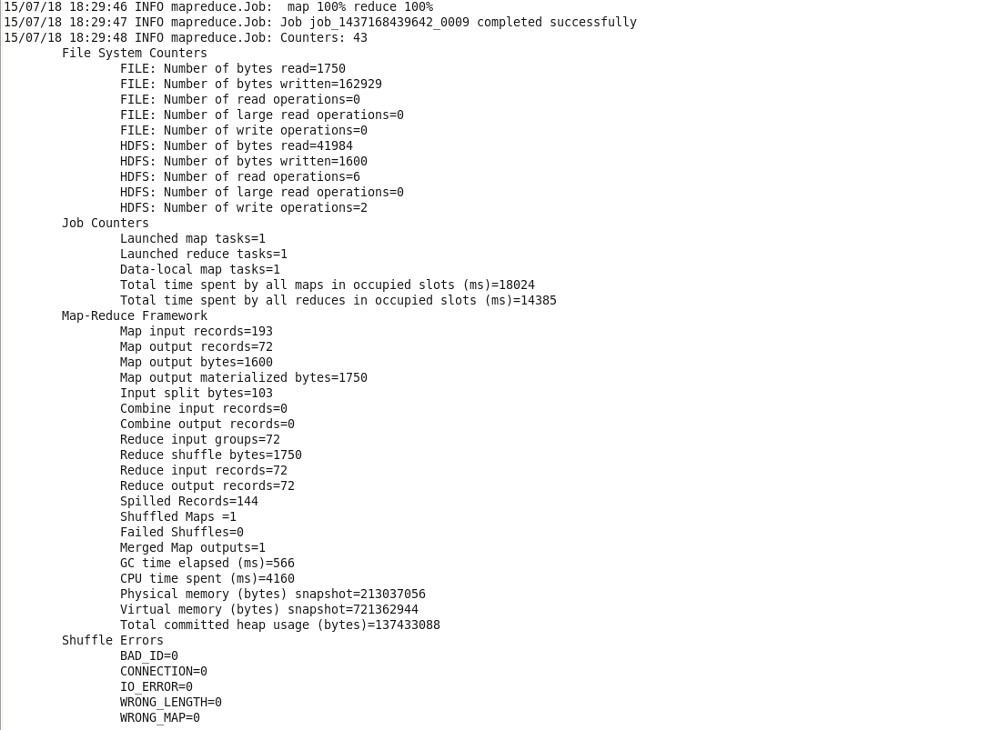 15/07/18 18:29:46 INFO mapreduce.Job:  map 100% reduce 100%
15/07/18 18:29:47 INFO mapreduce.Job: Job job_1437168439642_0009 completed successfully
15/07/18 18:29:48 INFO mapreduce.Job: Counters: 43
File System Counters
FILE: Number of bytes read=1750
FILE: Number of bytes written=162929
FILE: Number of read operations=0
FILE: Number of large read operations=0
FILE: Number of write operations=0
HDFS: Number of bytes read=41984
HDFS: Number of bytes written=1600
HDFS: Number of read operations=6
HDFS: Number of large read operations=0
HDFS: Number of write operations=2
Job Counters
Launched map tasks=1
Launched reduce tasks=1
Data-local map tasks=1
Total time spent by all maps in occupied slots (ms)=18024
Total time spent by all reduces in occupied slots (ms)=14385
Map-Reduce Framework
Map input records=193
Map output records=72
Map output bytes=1600
Map output materialized bytes=1750
Input split bytes=103
Combine input records=0
Combine output records=0
Reduce input groups=72
Reduce shuffle bytes=1750
Reduce input records=72
Reduce output records=72
Spilled Records=144
Shuffled Maps =1
Failed Shuffles=0
Merged Map outputs=1
GC time elapsed (ms)=566
CPU time spent (ms)=4160
Physical memory (bytes) snapshot=213037056
Virtual memory (bytes) snapshot=721362944
Total committed heap usage (bytes)=137433088
Shuffle Errors
BAD_ID=0
CONNECTION=0
IO_ERROR=0
WRONG_LENGTH=0
WRONG_MAP=0